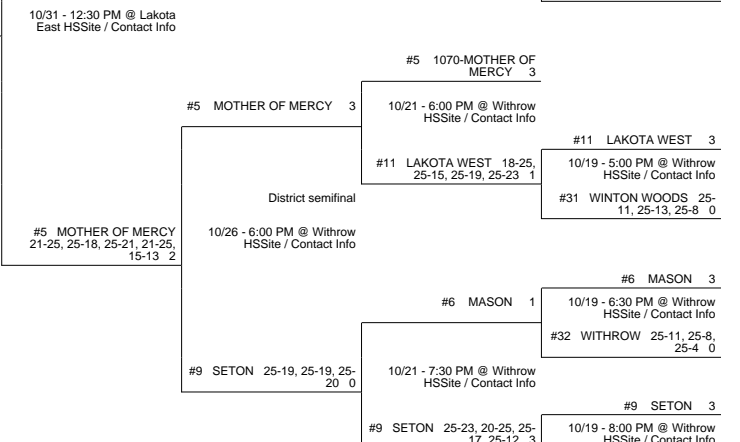 10/31 - 12:30 PM @ Lakota
East HSSite / Contact Info
#5 1070-MOTHER OF
MERCY 3
#5 MOTHER OF MERCY 3
10/21 - 6:00 PM @ Withrow
HSSite / Contact Info
#11 LAKOTA WEST 3
#11 LAKOTA WEST 18-25,
25-15, 25-19, 25-23 1
10/19 - 5:00 PM @ Withrow
HSSite / Contact Info
District semifinal
#31 WINTON WOODS 25-
11, 25-13, 25-8 0
#5 MOTHER OF MERCY
21-25, 25-18, 25-21, 21-25,
15-13 2
10/26 - 6:00 PM @ Withrow
HSSite / Contact Info
#6 MASON 3
#6 MASON 1
10/19 - 6:30 PM @ Withrow
HSSite / Contact Info
#32 WITHROW 25-11, 25-8,
25-4 0
#9 SETON 25-19, 25-19, 25-
20 0
10/21 - 7:30 PM @ Withrow
HSSite / Contact Info
#9 SETON 3
#9 SETON 25-23, 20-25, 25-
17, 25-12 3
10/19 - 8:00 PM @ Withrow
HSSite / Contact Info